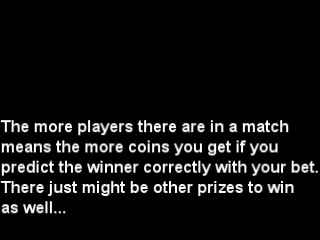 The more players there are in a match
means the more coins you get if you
predict the winner correctly with your bet.
There just might be other prizes to win
as well...